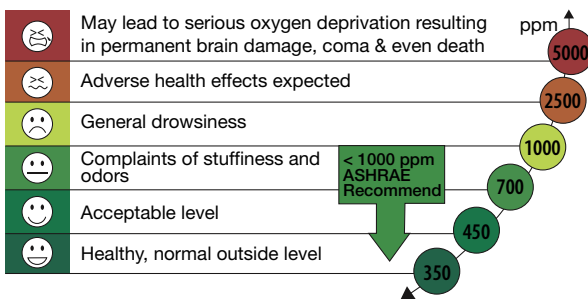 May lead to serious oxygen deprivation resulting
in permanent brain damage, coma & even death
ppm
5000
Adverse health effects expected
2500
General drowsiness
1000
Complaints of stuffiness and
odors
< 1000 ppm
ASHRAE
Recommend
700
Acceptable level
450
Healthy, normal outside level
350